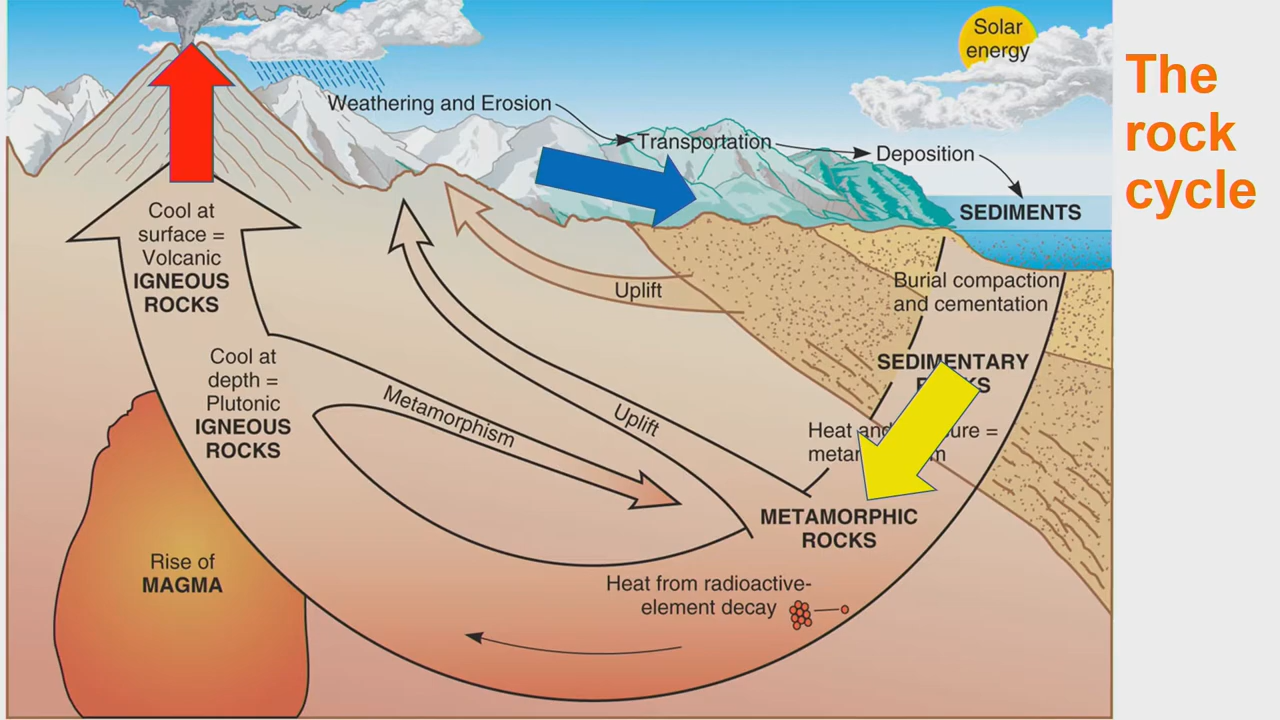 The
rock
cycle
Solar
energy
Weathering and Erosion
Transportation
Deposition
SEDIMENTS
Cool at
surface =
Volcanic
IGNEOUS
ROCKS
Burial compaction
and cementation
Uplift
Cool at
depth =
Plutonic
IGNEOUS
ROCKS
Metamorphism
Uplift
SEDIMENTARY
Heat and =
METAMORPHIC
ROCKS
Rise of
MAGMA
Heat from radioactive-
element decay